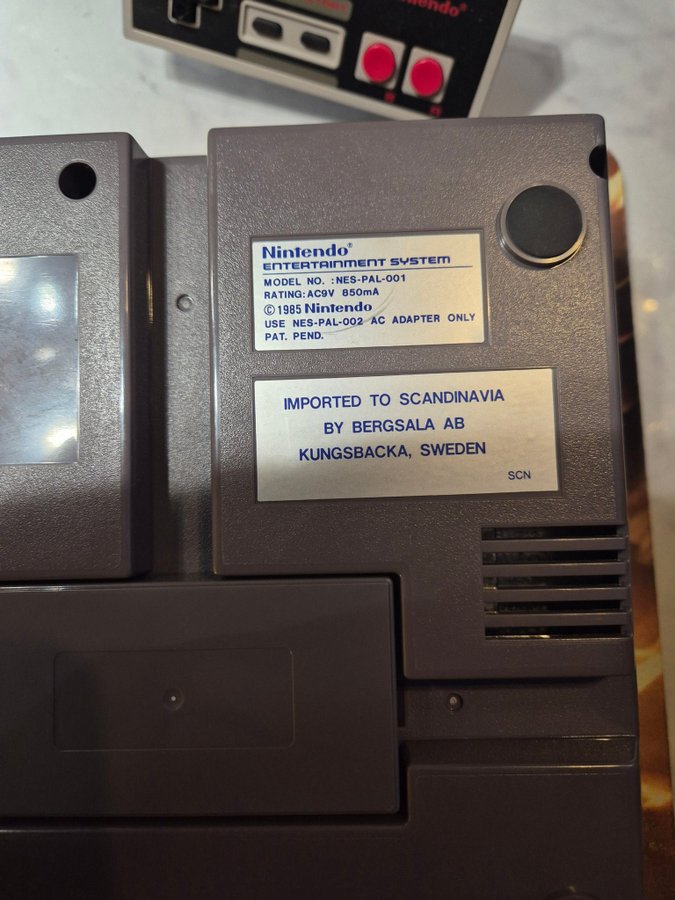 Nintendo®
Nintendo®
ENTERTAINMENT SYSTEM
MODEL NO. :NES-PAL-001
RATING:AC9V 850mA
©1985 Nintendo
USE NES-PAL-002 AC ADAPTER ONLY
PAT. PEND.
IMPORTED TO SCANDINAVIA
BY BERGSALA AB
KUNGSBACKA, SWEDEN
SCN